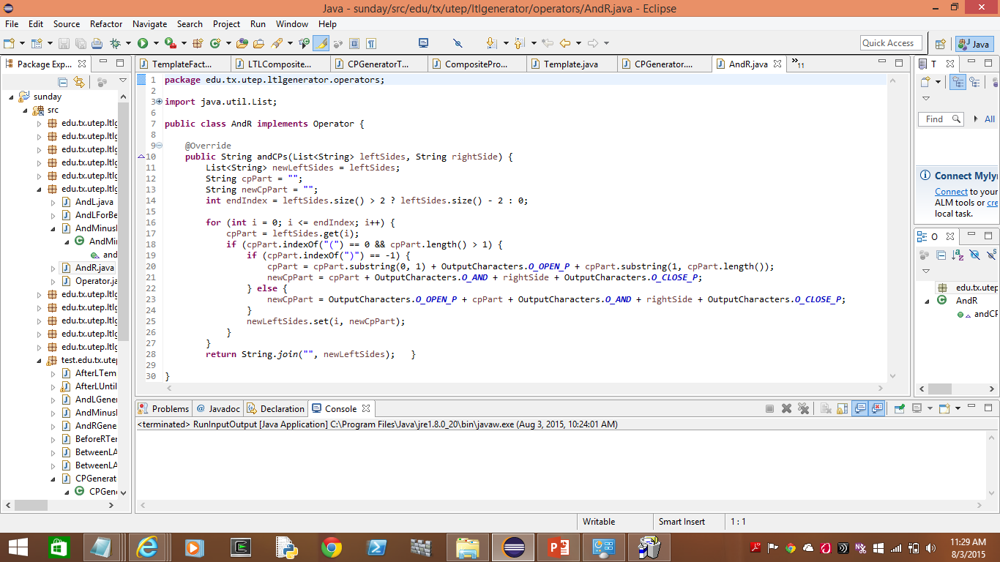 Java - sunday/src/edu/tx/utep/ltlgenerator/operators/AndR.java - Eclipse
File Edit Source Refactor Navigate Search Project Run Window Help
Quick Access
Java
Package Exp...
TemplateFact...
LTLComposite...
CPGeneratorT...
CompositePro...
Template.java
CPGenerator....
AndR.java
11
T
sunday
src
edu.tx.utep.ltlg
edu.tx.utep.ltlg
edu.tx.utep.ltlg
edu.tx.utep.ltlg
edu.tx.utep.ltlg
edu.tx.utep.ltlg
AndL.java
AndLForBe
AndMinusl
AndMi
and
AndR.java
Operator.ja
edu.tx.utep.ltlg
edu.tx.utep.ltlg
edu.tx.utep.ltlg
edu.tx.utep.ltlg
edu.tx.utep.ltlg
test.edu.tx.utep
AfterLTem
AfterLUntil
AndLGener
AndMinusl
AndRGene
BeforeRTer
BetweenLA
BetweenLA
CPGenerat
CPGene
1 package edu.tx.utep.ltlgenerator.operators;
2
3 import java.util.List;
6
7 public class AndR implements Operator {
8
9 @Override
10 public String andCPs(List<String> leftSides, String rightSide) {
11 List<String> newLeftSides = leftSides;
12 String cpPart = "";
13 String newCpPart = "";
14 int endIndex = leftSides.size() > 2 ? leftSides.size() - 2 : 0;
15
16 for (int i = 0; i <= endIndex; i++) {
17 cpPart = leftSides.get(i);
18 if (cpPart.indexOf("(") == 0 && cpPart.length() > 1) {
19 if (cpPart.indexOf(")") == -1) {
20 cpPart = cpPart.substring(0, 1) + OutputCharacters.O_OPEN_P + cpPart.substring(1, cpPart.length());
21 newCpPart = cpPart + OutputCharacters.O_AND + rightSide + OutputCharacters.O_CLOSE_P;
22 } else {
23 newCpPart = OutputCharacters.O_OPEN_P + cpPart + OutputCharacters.O_AND + rightSide + OutputCharacters.O_CLOSE_P;
24 }
25 newLeftSides.set(i, newCpPart);
26 }
27 }
28 return String.join("", newLeftSides); }
29
30 }
Find
All
Connect Myly
Connect to your
ALM tools or cre
local task.
O
edu.tx.utep
AndR
andCF
Problems
@ Javadoc
Declaration
Console
<terminated> RunInputOutput [Java Application] C:\Program Files\Java\jre1.8.0_20\bin\javaw.exe (Aug 3, 2015, 10:24:01 AM)
Writable
Smart Insert
1 : 1
11:29 AM
8/3/2015